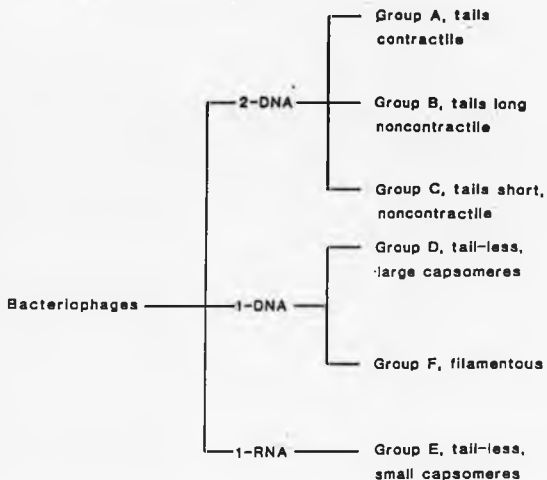 Group A, tails
contractile
2-DNA
Group B, tails long
noncontractile
Group C, tails short,
noncontractile
Group D, tail-less,
large capsomeres
Bacteriophages
1-DNA
Group F, filamentous
1-RNA
Group E, tail-less,
small capsomeres